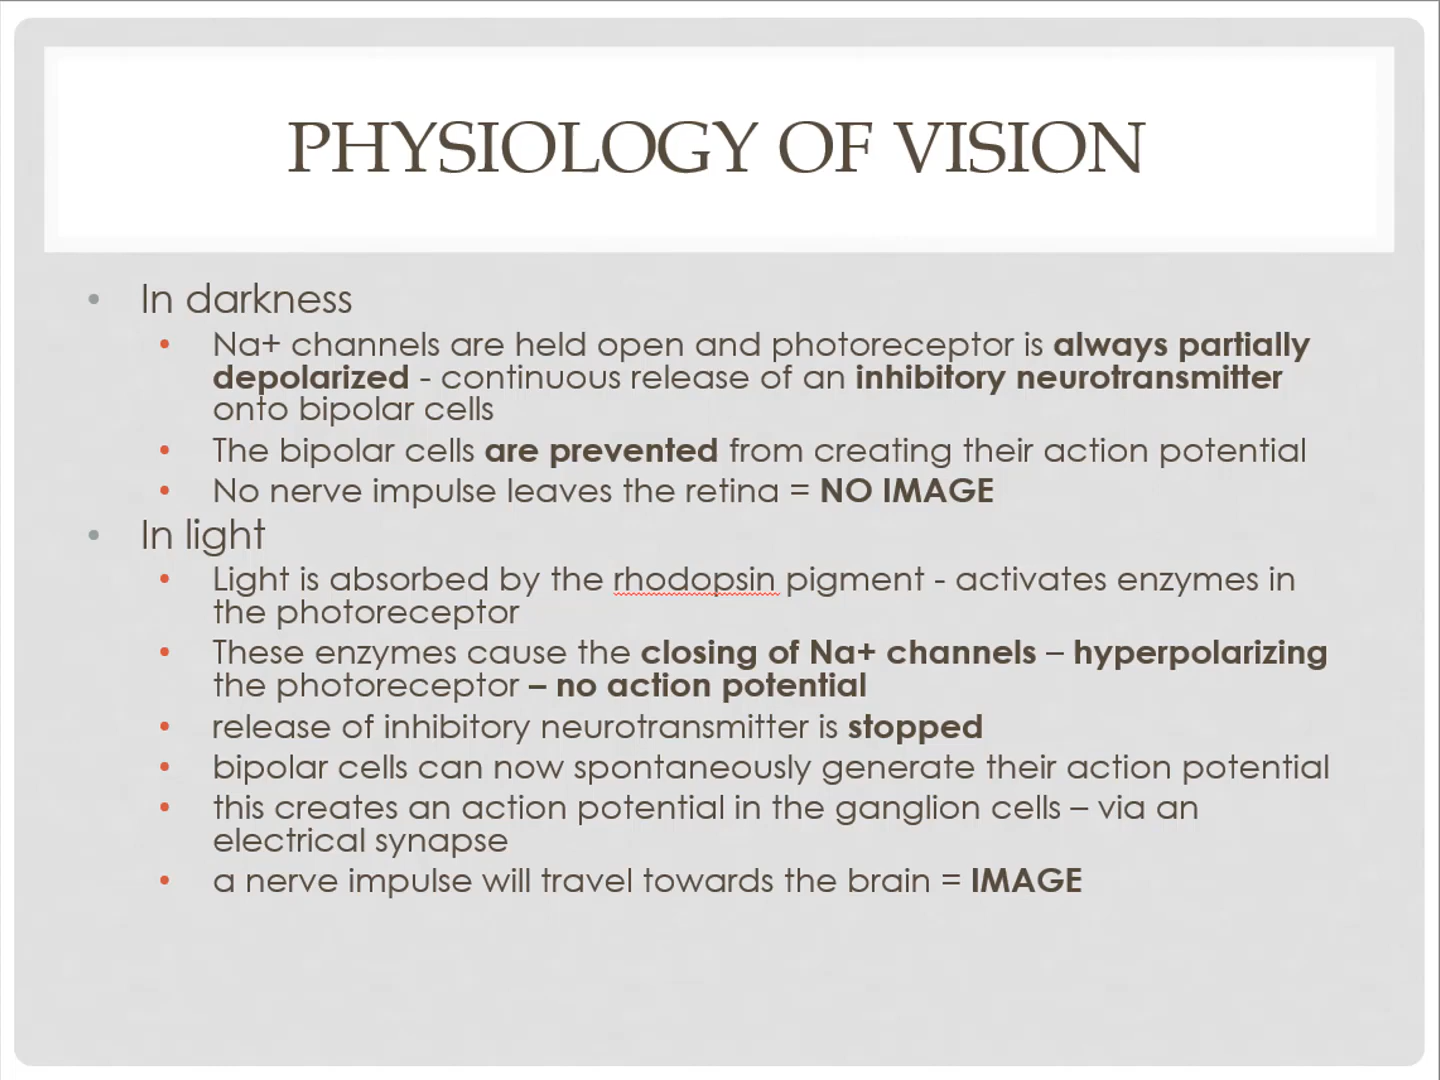 PHYSIOLOGY OF VISION
• In darkness
• Na+ channels are held open and photoreceptor is always partially
depolarized - continuous release of an inhibitory neurotransmitter
onto bipolar cells
• The bipolar cells are prevented from creating their action potential
• No nerve impulse leaves the retina = NO IMAGE
• In light
• Light is absorbed by the rhodopsin pigment - activates enzymes in
the photoreceptor
• These enzymes cause the closing of Na+ channels – hyperpolarizing
the photoreceptor – no action potential
• release of inhibitory neurotransmitter is stopped
• bipolar cells can now spontaneously generate their action potential
• this creates an action potential in the ganglion cells – via an
electrical synapse
• a nerve impulse will travel towards the brain = IMAGE